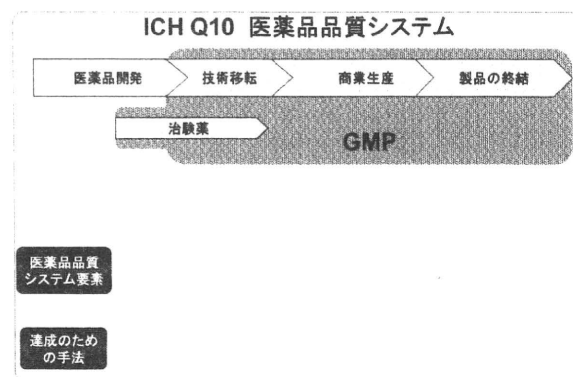 ICH Q10 医薬品品質システム
医薬品開発
技術移転
商業生産
製品の終結
治験薬
GMP
医薬品品質
システム要素
達成のため
の手法